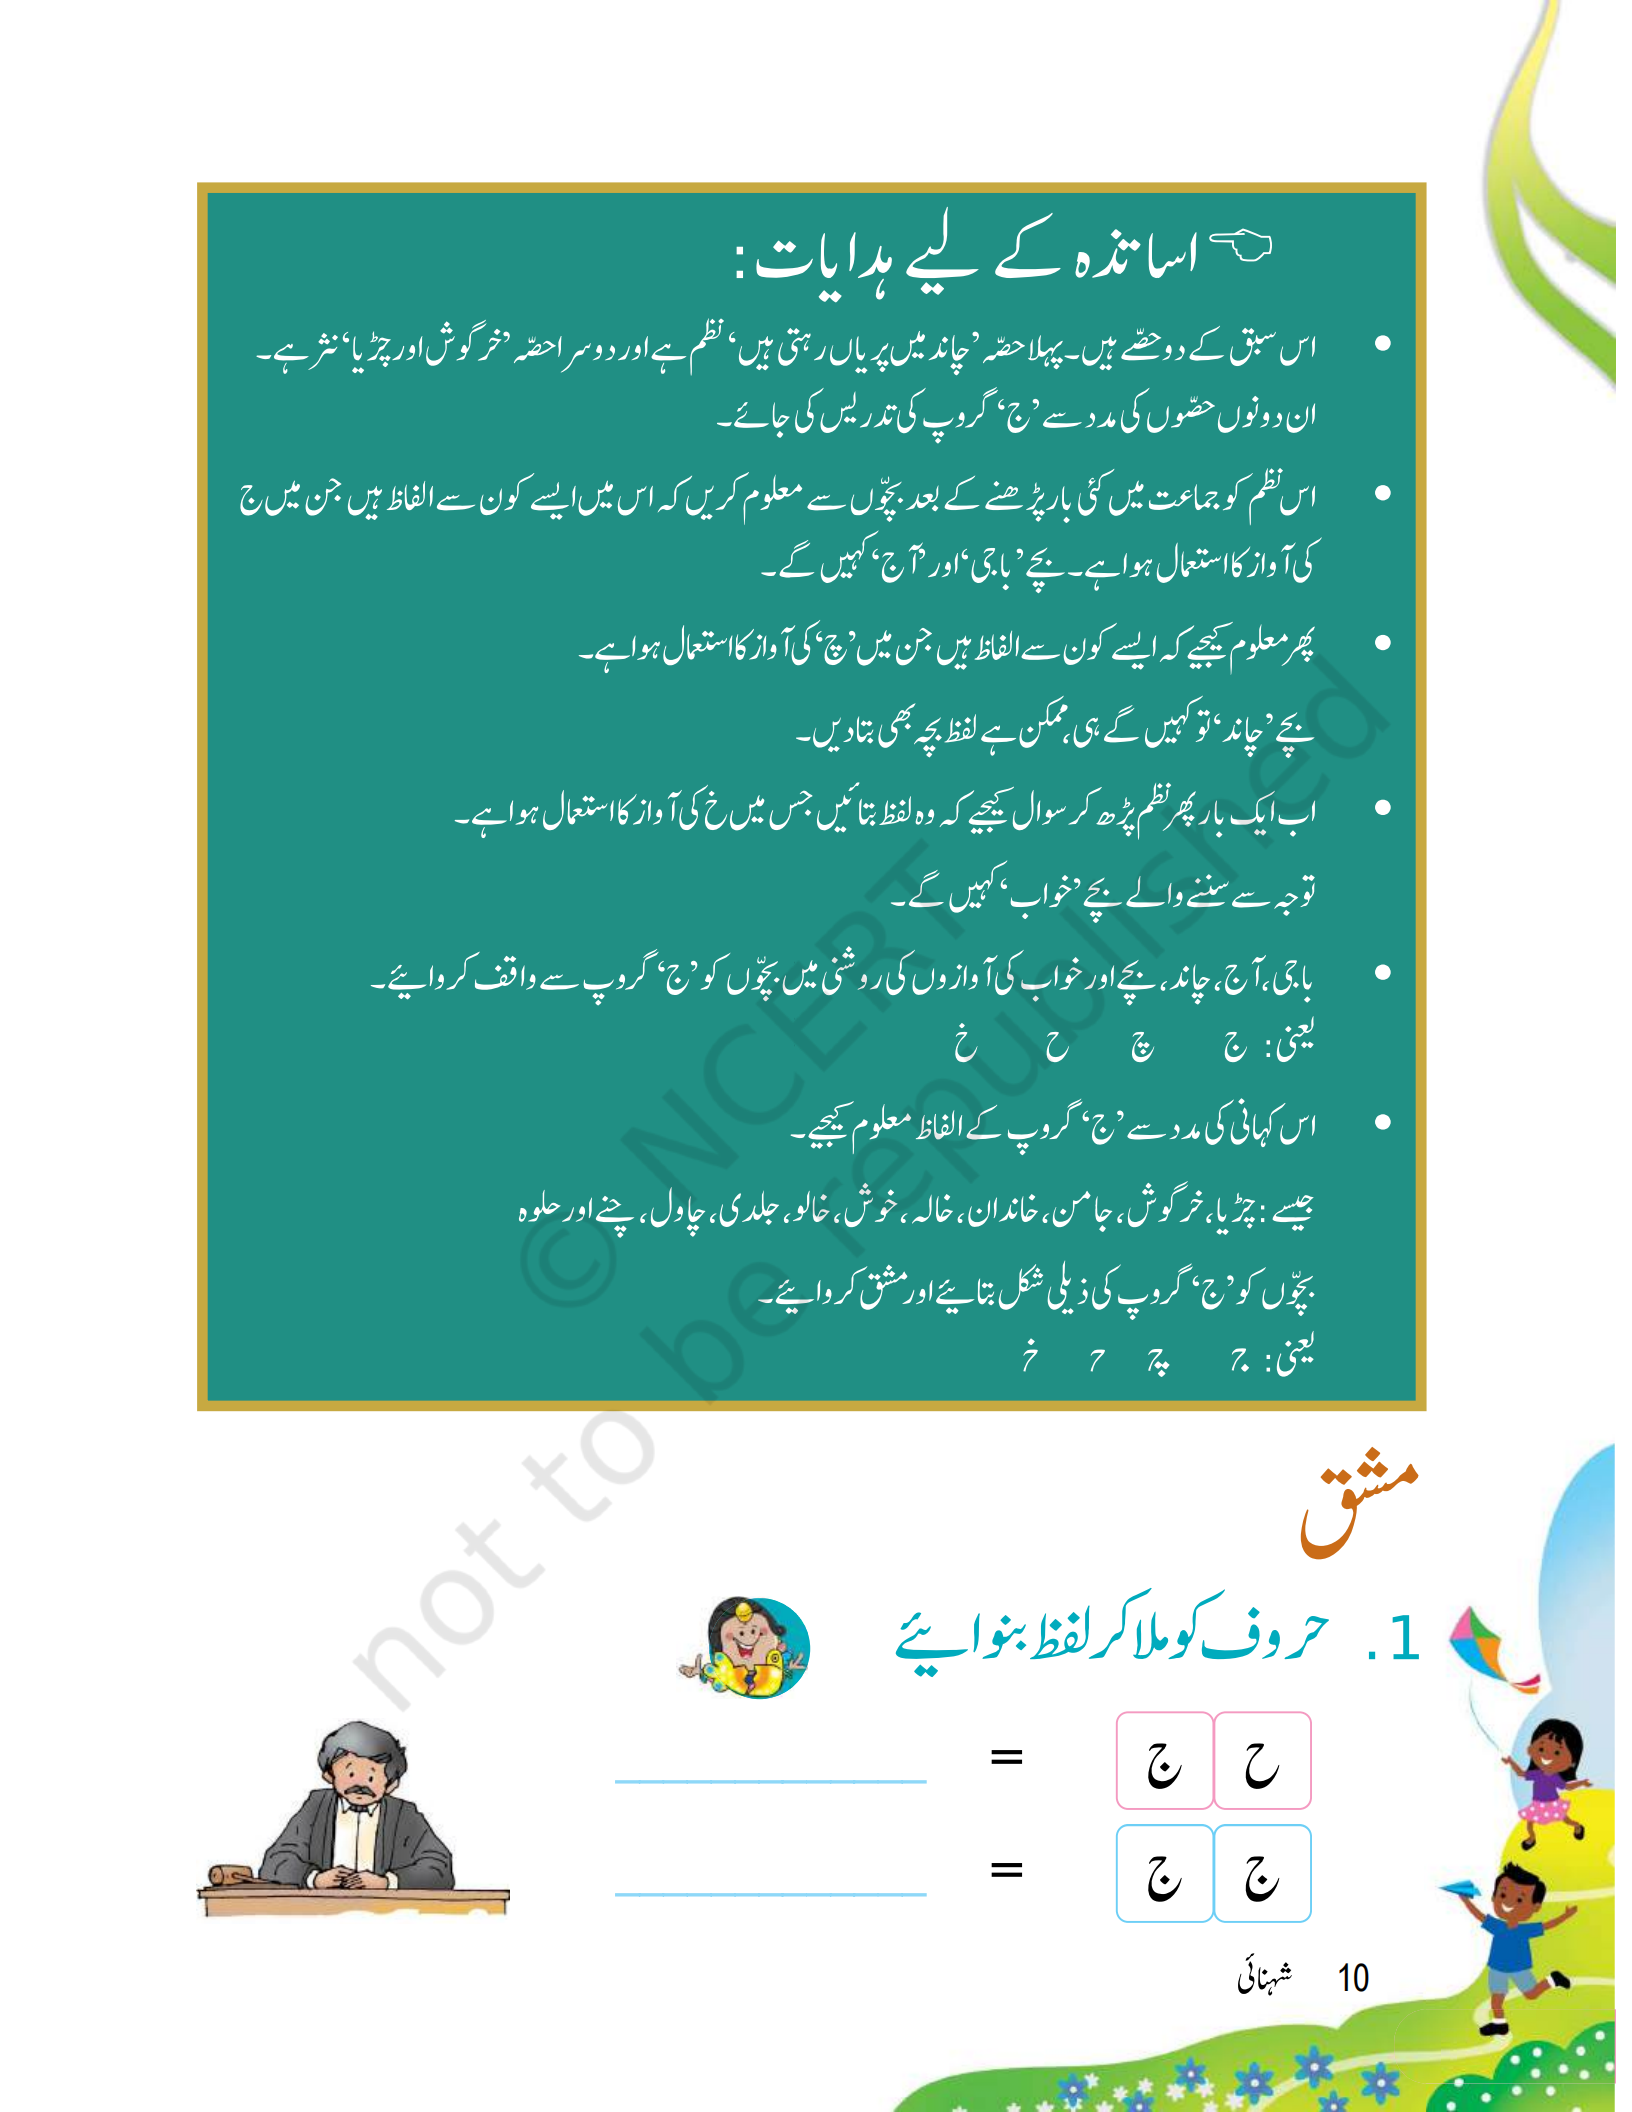 ☜ اساتذہ کے لیے ہدایات:
• اس سبق کے دو حصّے ہیں۔ پہلا حصّہ ’چاند میں پریاں رہتی ہیں‘ نظم ہے اور دوسرا حصّہ ’خرگوش اور چڑیا‘ نثر ہے۔
ان دونوں حصّوں کی مدد سے ’ج‘ گروپ کی تدریس کی جائے۔
• اس نظم کو جماعت میں کئی بار پڑھنے کے بعد بچّوں سے معلوم کریں کہ اس میں ایسے کون سے الفاظ ہیں جن میں ج
کی آواز کا استعمال ہوا ہے۔ بچے ’باجی‘ اور ’آج‘ کہیں گے۔
• پھر معلوم کیجیے کہ ایسے کون سے الفاظ ہیں جن میں ’چ‘ کی آواز کا استعمال ہوا ہے۔
بچے ’چاند‘ تو کہیں گے ہی، ممکن ہے لفظ بچہ بھی بتادیں۔
• اب ایک بار پھر نظم پڑھ کر سوال کیجیے کہ وہ لفظ بتائیں جس میں خ کی آواز کا استعمال ہوا ہے۔
توجہ سے سننے والے بچے ’خواب‘ کہیں گے۔
• باجی، آج، چاند، بچے اور خواب کی آوازوں کی روشنی میں بچّوں کو ’ج‘ گروپ سے واقف کروایئے۔
یعنی: ج چ ح خ
• اس کہانی کی مدد سے ’ج‘ گروپ کے الفاظ معلوم کیجیے۔
جیسے: چڑیا، خرگوش، جامن، خاندان، خالہ، خوش، خالو، جلدی، چاول، چنے اور حلوہ
بچّوں کو ’ج‘ گروپ کی ذیلی شکل بتایئے اور مشق کروایئے۔
یعنی: جـ چـ حـ خـ
مشق
1. حروف کو ملا کر لفظ بنوایئے
ح ج = ____________
ج ج = ____________
10 شہنائی
© NCERT
not to be republished